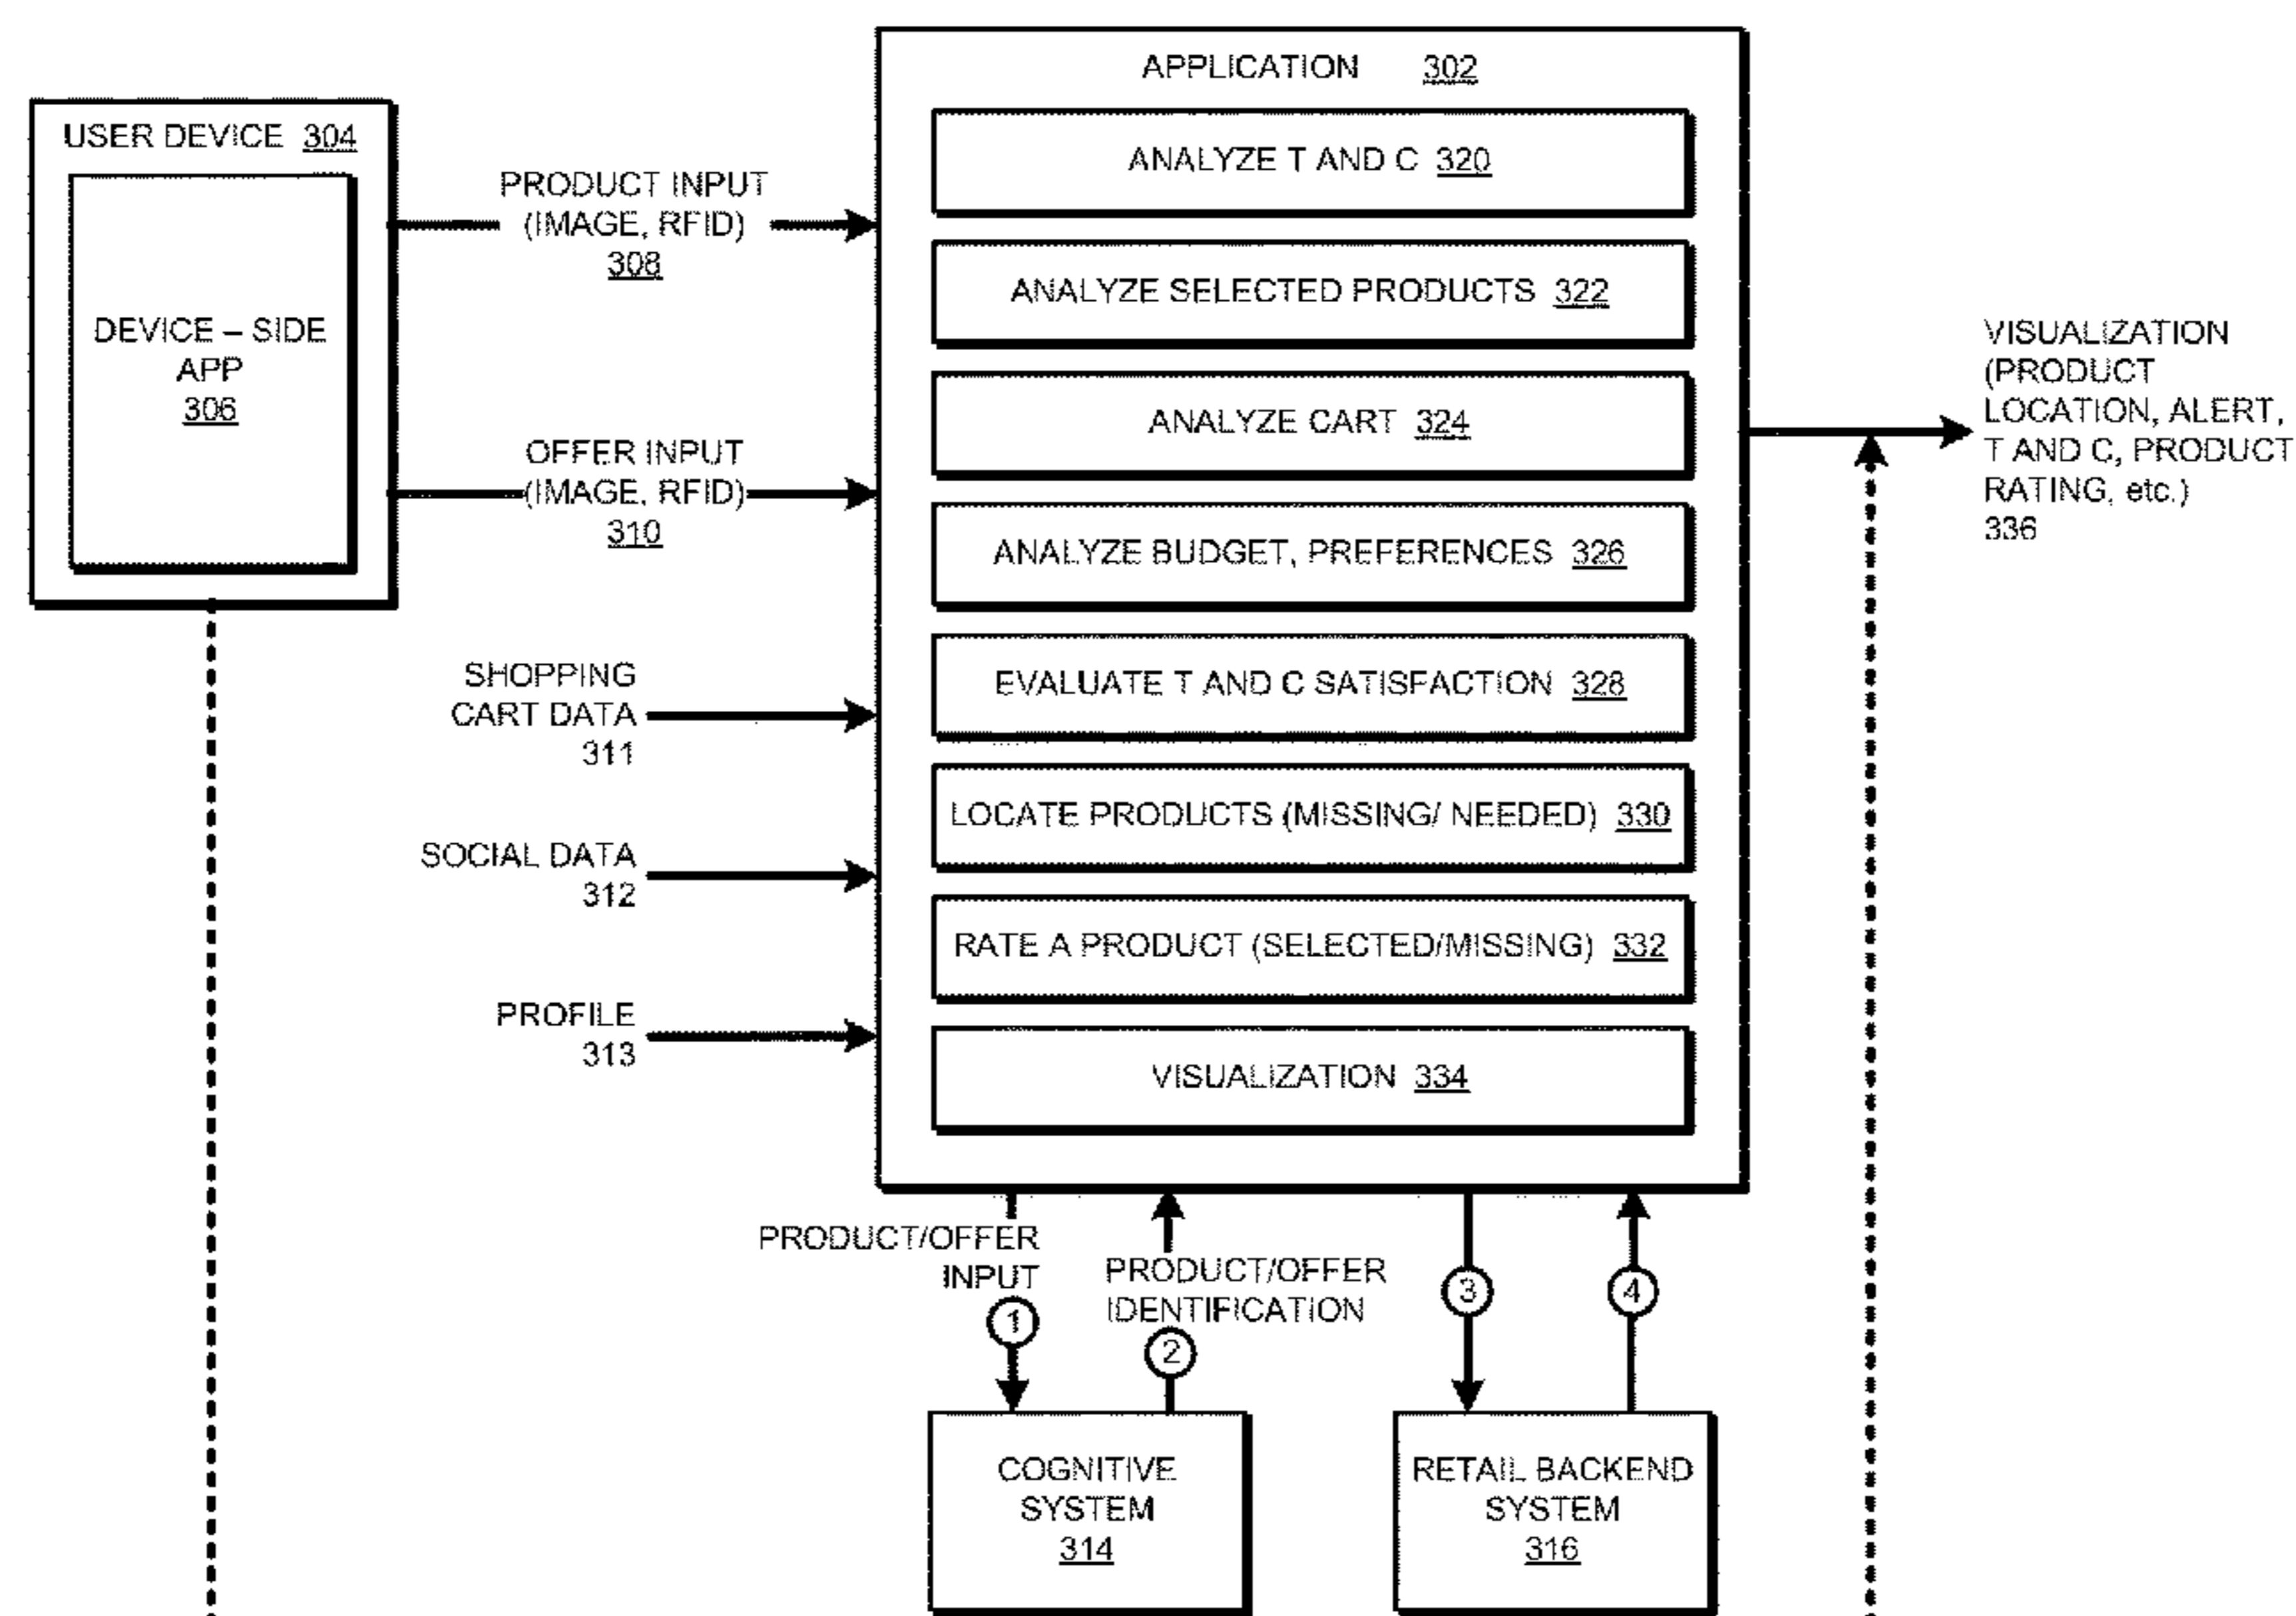 USER DEVICE 304
DEVICE – SIDE
APP
306
PRODUCT INPUT
(IMAGE, RFID)
308
OFFER INPUT
(IMAGE, RFID)
310
SHOPPING
CART DATA
311
SOCIAL DATA
312
PROFILE
313
APPLICATION 302
ANALYZE T AND C 320
ANALYZE SELECTED PRODUCTS 322
ANALYZE CART 324
ANALYZE BUDGET, PREFERENCES 326
EVALUATE T AND C SATISFACTION 328
LOCATE PRODUCTS (MISSING/ NEEDED) 330
RATE A PRODUCT (SELECTED/MISSING) 332
VISUALIZATION 334
VISUALIZATION
(PRODUCT
LOCATION, ALERT,
T AND C, PRODUCT
RATING, etc.)
336
PRODUCT/OFFER
INPUT
1
PRODUCT/OFFER
IDENTIFICATION
2
3
4
COGNITIVE
SYSTEM
314
RETAIL BACKEND
SYSTEM
316